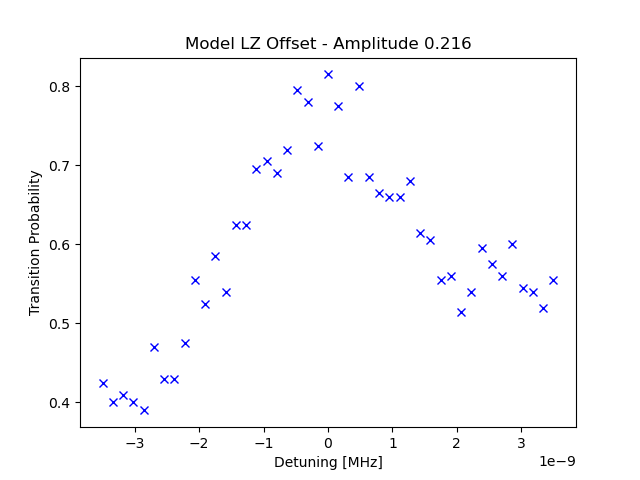 Model LZ Offset - Amplitude 0.216
Transition Probability
0.8
0.7
0.6
0.5
0.4
−3 −2 −1 0 1 2 3
1e−9
Detuning [MHz]